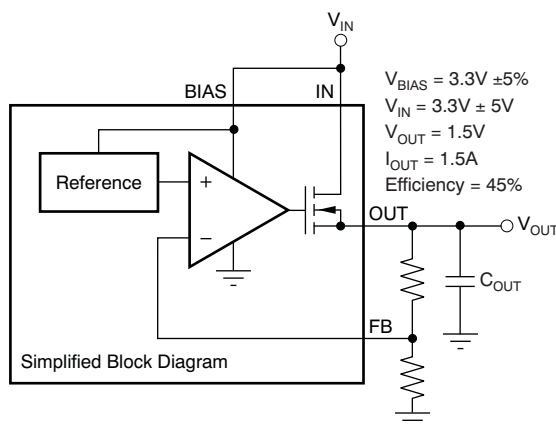 V_IN
BIAS
IN
V_BIAS = 3.3V ±5%
V_IN = 3.3V ± 5V
V_OUT = 1.5V
I_OUT = 1.5A
Efficiency = 45%
Reference
+
−
OUT
V_OUT
C_OUT
FB
Simplified Block Diagram